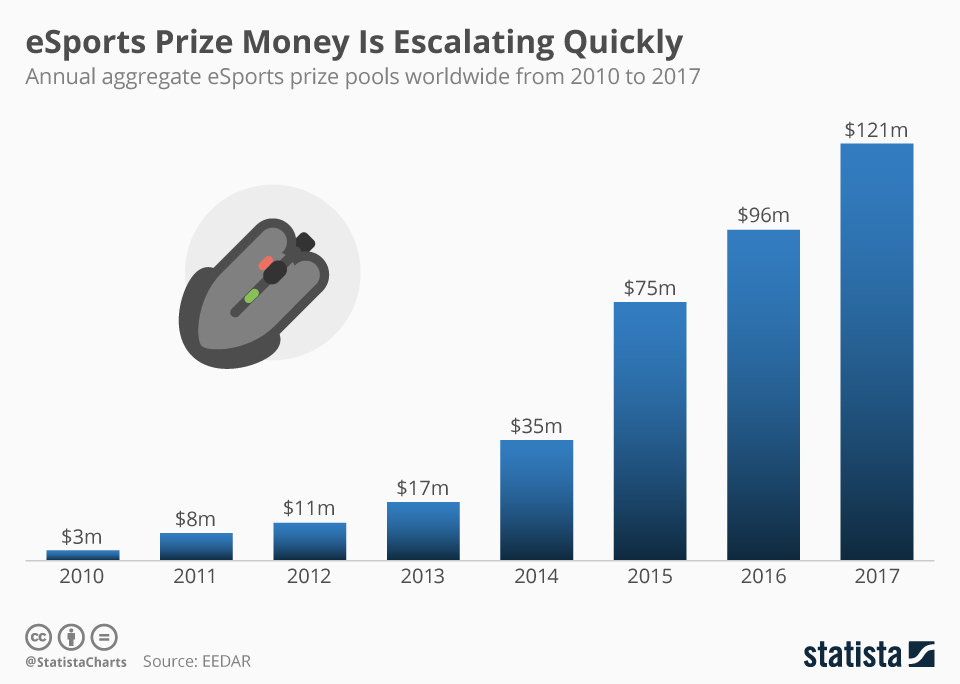 eSports Prize Money Is Escalating Quickly
Annual aggregate eSports prize pools worldwide from 2010 to 2017
$3m
$8m
$11m
$17m
$35m
$75m
$96m
$121m
2010 2011 2012 2013 2014 2015 2016 2017
cc
@StatistaCharts Source: EEDAR
statista